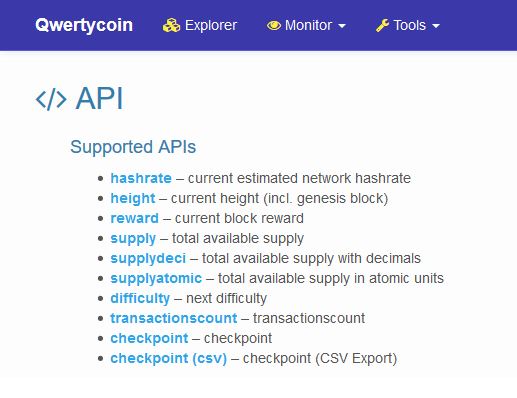 Qwertycoin Explorer Monitor Tools
</> API
Supported APIs
hashrate – current estimated network hashrate
height – current height (incl. genesis block)
reward – current block reward
supply – total available supply
supplydeci – total available supply with decimals
supplyatomic – total available supply in atomic units
difficulty – next difficulty
transactionscount – transactionscount
checkpoint – checkpoint
checkpoint (csv) – checkpoint (CSV Export)